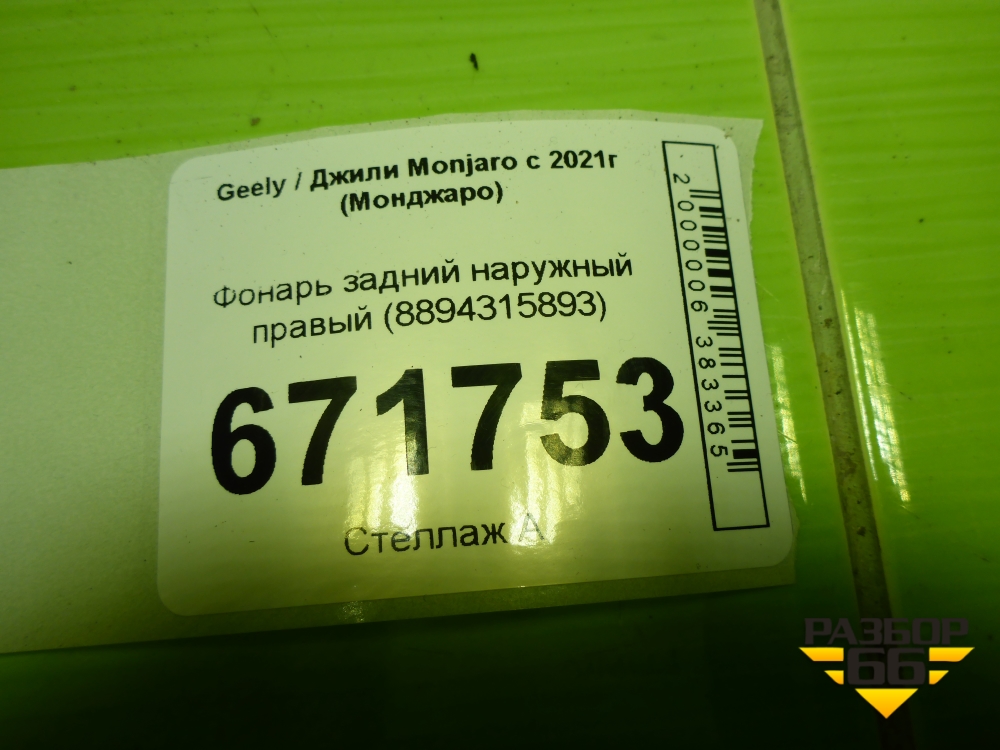 Geely / Джили Monjaro с 2021г
(Монджаро)
Фонарь задний наружный
правый (8894315893)
671753
Стеллаж А
2000006383365
РАЗБОР
66